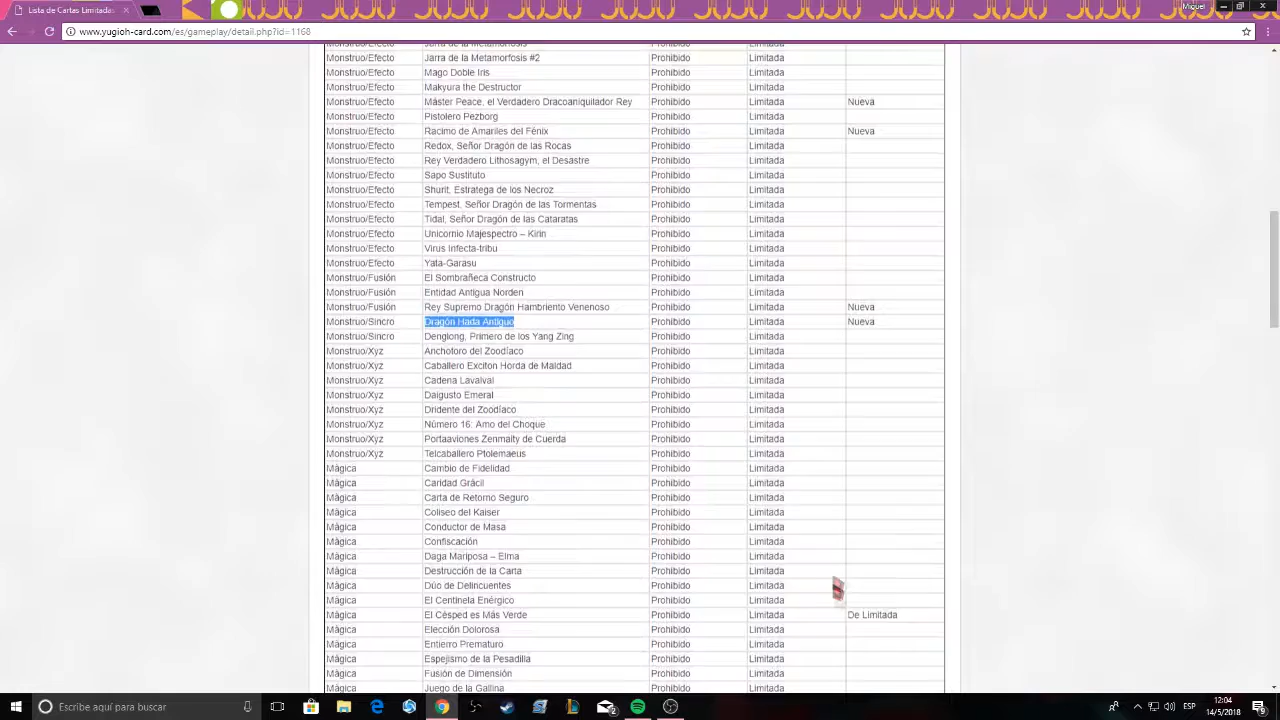 Lista de Cartas Limitadas
Miguel
www.yugioh-card.com/es/gameplay/detail.php?id=1168
Monstruo/Efecto Jarra de la Metamorfosis Prohibido Limitada
Monstruo/Efecto Jarra de la Metamorfosis #2 Prohibido Limitada
Monstruo/Efecto Mago Doble Iris Prohibido Limitada
Monstruo/Efecto Makyura the Destructor Prohibido Limitada
Monstruo/Efecto Máster Peace, el Verdadero Dracoaniquilador Rey Prohibido Limitada Nueva
Monstruo/Efecto Pistolero Pezborg Prohibido Limitada
Monstruo/Efecto Racimo de Amariles del Fénix Prohibido Limitada Nueva
Monstruo/Efecto Redox, Señor Dragón de las Rocas Prohibido Limitada
Monstruo/Efecto Rey Verdadero Lithosagym, el Desastre Prohibido Limitada
Monstruo/Efecto Sapo Sustituto Prohibido Limitada
Monstruo/Efecto Shurit, Estratega de los Necroz Prohibido Limitada
Monstruo/Efecto Tempest, Señor Dragón de las Tormentas Prohibido Limitada
Monstruo/Efecto Tidal, Señor Dragón de las Cataratas Prohibido Limitada
Monstruo/Efecto Unicornio Majespectro – Kirin Prohibido Limitada
Monstruo/Efecto Virus Infecta-tribu Prohibido Limitada
Monstruo/Efecto Yata-Garasu Prohibido Limitada
Monstruo/Fusión El Sombrañeca Constructo Prohibido Limitada
Monstruo/Fusión Entidad Antigua Norden Prohibido Limitada
Monstruo/Fusión Rey Supremo Dragón Hambriento Venenoso Prohibido Limitada Nueva
Monstruo/Sincro Dragón Hada Antiguo Prohibido Limitada Nueva
Monstruo/Sincro Denglong, Primero de los Yang Zing Prohibido Limitada
Monstruo/Xyz Anchoforo del Zoodíaco Prohibido Limitada
Monstruo/Xyz Caballero Exciton Horda de Maldad Prohibido Limitada
Monstruo/Xyz Cadena Lavalval Prohibido Limitada
Monstruo/Xyz Daigusto Emeral Prohibido Limitada
Monstruo/Xyz Dridente del Zoodíaco Prohibido Limitada
Monstruo/Xyz Número 16: Amo del Choque Prohibido Limitada
Monstruo/Xyz Portaaviones Zenmaity de Cuerda Prohibido Limitada
Monstruo/Xyz Telcaballero Ptolemaeus Prohibido Limitada
Mágica Cambio de Fidelidad Prohibido Limitada
Mágica Caridad Grácil Prohibido Limitada
Mágica Carta de Retorno Seguro Prohibido Limitada
Mágica Coliseo del Kaiser Prohibido Limitada
Mágica Conductor de Masa Prohibido Limitada
Mágica Confiscación Prohibido Limitada
Mágica Daga Mariposa – Elma Prohibido Limitada
Mágica Destrucción de la Carta Prohibido Limitada
Mágica Dúo de Delincuentes Prohibido Limitada
Mágica El Centinela Enérgico Prohibido Limitada
Mágica El Césped es Más Verde Prohibido Limitada De Limitada
Mágica Elección Dolorosa Prohibido Limitada
Mágica Entierro Prematuro Prohibido Limitada
Mágica Espejismo de la Pesadilla Prohibido Limitada
Mágica Fusión de Dimensión Prohibido Limitada
Mágica Juego de la Gallina Prohibido Limitada
Escribe aquí para buscar
ESP
12:04
14/5/2018